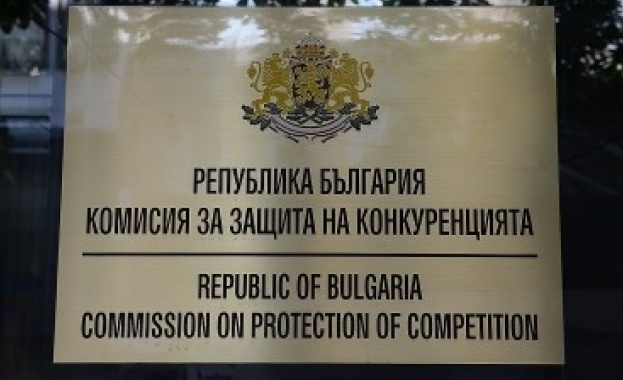 РЕПУБЛИКА БЪЛГАРИЯ
КОМИСИЯ ЗА ЗАЩИТА НА КОНКУРЕНЦИЯТА
REPUBLIC OF BULGARIA
COMMISSION ON PROTECTION OF COMPETITION